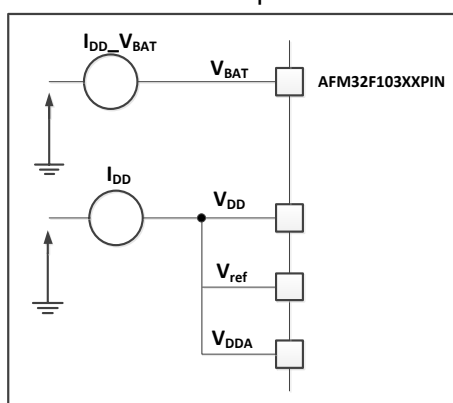 I_DD_V_BAT
V_BAT
AFM32F103XXPIN
I_DD
V_DD
V_ref
V_DDA